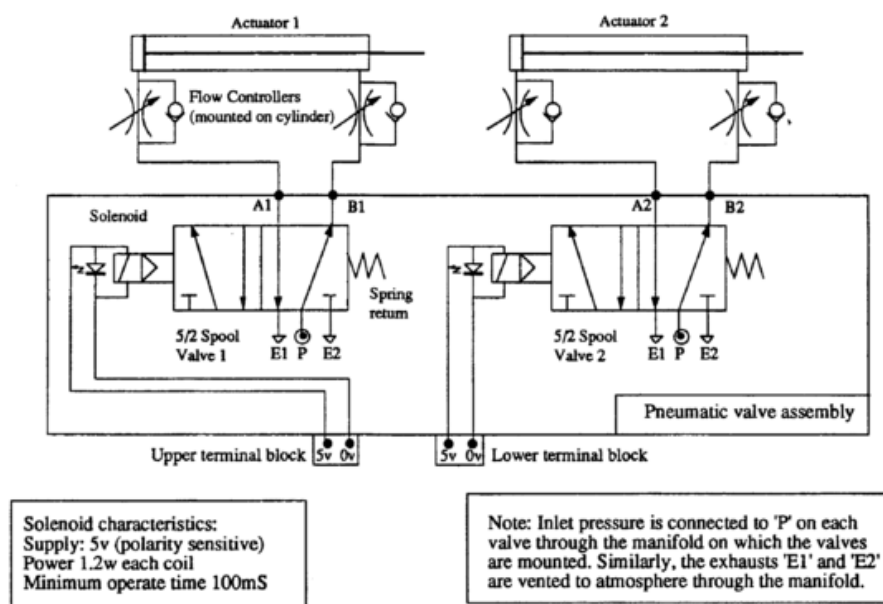 Actuator 1
Actuator 2
Flow Controllers
(mounted on cylinder)
A1
B1
A2
B2
Solenoid
Spring
return
5/2 Spool
Valve 1
E1
P
E2
5/2 Spool
Valve 2
E1
P
E2
Pneumatic valve assembly
Upper terminal block
5v
0v
5v
0v
Lower terminal block
Solenoid characteristics:
Supply: 5v (polarity sensitive)
Power 1.2w each coil
Minimum operate time 100mS
Note: Inlet pressure is connected to 'P' on each
valve through the manifold on which the valves
are mounted. Similarly, the exhausts 'E1' and 'E2'
are vented to atmosphere through the manifold.